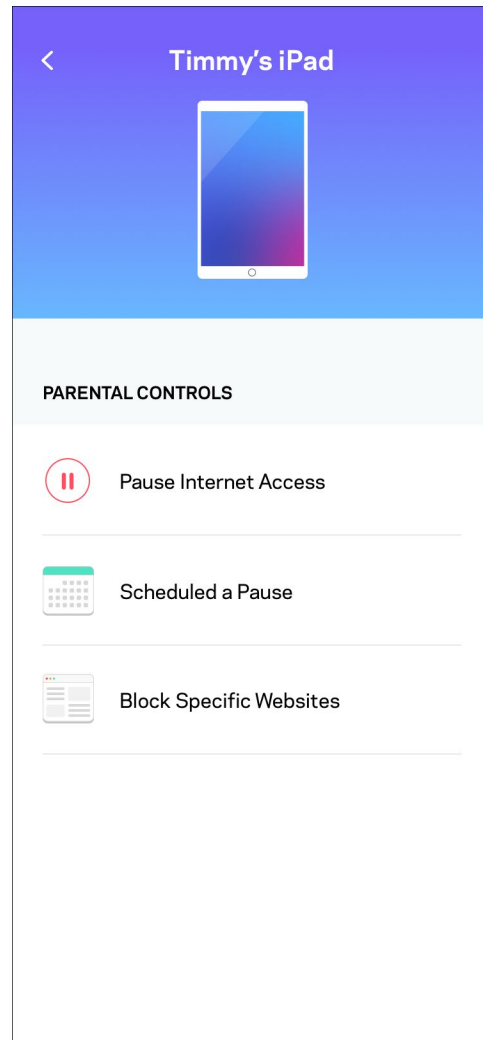 Timmy's iPad
PARENTAL CONTROLS
Pause Internet Access
Scheduled a Pause
Block Specific Websites